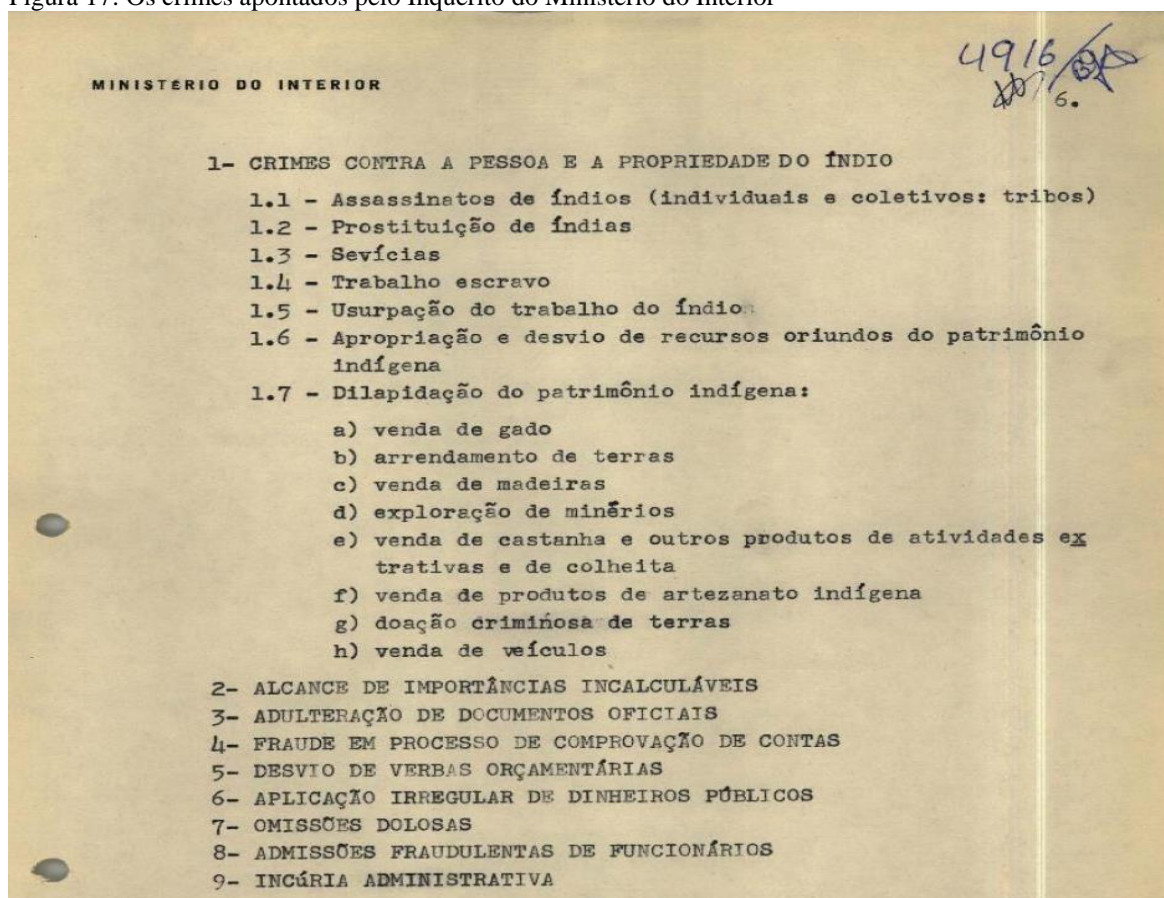 Figura 17: Os crimes apontados pelo Inquérito do Ministério do Interior
4916
MINISTÉRIO DO INTERIOR
6.
1- CRIMES CONTRA A PESSOA E A PROPRIEDADE DO ÍNDIO
1.1 - Assassinatos de índios (individuais e coletivos: tribos)
1.2 - Prostituição de índias
1.3 - Sevícias
1.4 - Trabalho escravo
1.5 - Usurpação do trabalho do índio
1.6 - Apropriação e desvio de recursos oriundos do patrimônio
indígena
1.7 - Dilapidação do patrimônio indígena:
a) venda de gado
b) arrendamento de terras
c) venda de madeiras
d) exploração de minérios
e) venda de castanha e outros produtos de atividades ex
trativas e de colheita
f) venda de produtos de artezanato indígena
g) doação criminosa de terras
h) venda de veículos
2- ALCANCE DE IMPORTÂNCIAS INCALCULÁVEIS
3- ADULTERAÇÃO DE DOCUMENTOS OFICIAIS
4- FRAUDE EM PROCESSO DE COMPROVAÇÃO DE CONTAS
5- DESVIO DE VERBAS ORÇAMENTÁRIAS
6- APLICAÇÃO IRREGULAR DE DINHEIROS PÚBLICOS
7- OMISSÕES DOLOSAS
8- ADMISSÕES FRAUDULENTAS DE FUNCIONÁRIOS
9- INCÚRIA ADMINISTRATIVA